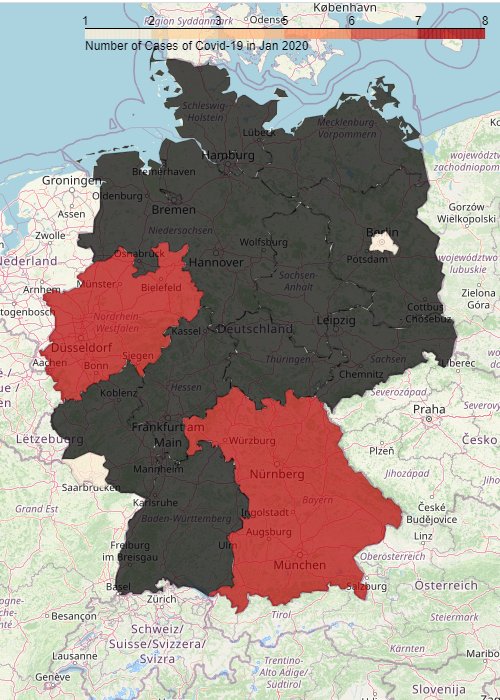 København
Region Syddanmark
Odense
1 2 3 4 5 6 7 8
Number of Cases of Covid-19 in Jan 2020
Schleswig-
Holstein
Mecklenburg-
Vorpommern
Lübeck
Hamburg
województwo
zachodniopom
Bremerhaven
Groningen
Oldenburg
Assen
Bremen
Gorzów
Wielkopolski
Zwolle
Niedersachsen
Berlin
Wolfsburg
Osnabrück
Nederland
Hannover
Potsdam
województwo
lubuskie
Arnhem
Münster
Bielefeld
Sachsen-
Anhalt
Zielona
Góra
togenbosch
Cottbus
Chóśebuz
Nordrhein-
Westfalen
Kassel
Deutschland
Leipzig
Düsseldorf
Siegen
Aachen
Bonn
Thüringen
Sachsen
Liberec
Chemnitz
Koblenz
Hessen
Severozápad
Praha
Severový
Frankfurt am
Main
Letzebuerg
Würzburg
Česko
Plzeň
Mannheim
Nürnberg
Jihozápad
Jihový
Saarbrücken
Karlsruhe
Grand Est
Bayern
Ingolstadt
České
Budějovice
Baden-Württemberg
Augsburg
Linz
Freiburg
im Breisgau
Ulm
Oberösterreich
München
Basel
Salzburg
Österreich
Zürich
Besançon
Tirol
Steiermark
Schweiz/
Suisse/Svizzera/
Svizra
Kärnten
Lausanne
Maribo
Trentino-
Alto Adige/
Südtirol
Genève
Slovenija